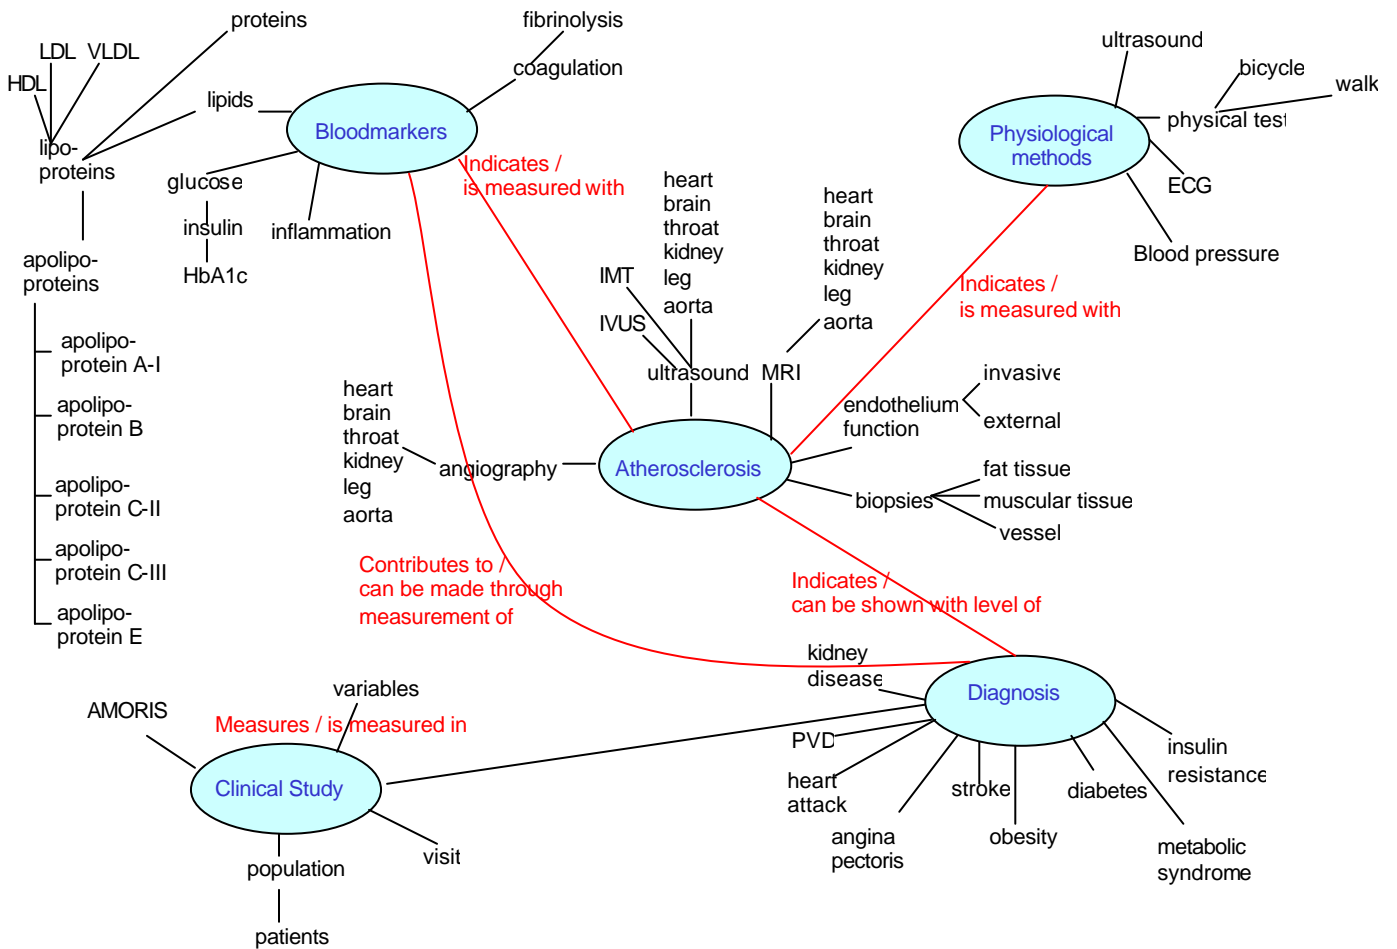 proteins
fibrinolysis
LDL VLDL
HDL
coagulation
lipids
Bloodmarkers
lipo-
proteins
glucose
insulin
HbA1c
inflammation
apolipo-
proteins
apolipo-
protein A-I
apolipo-
protein B
apolipo-
protein C-II
apolipo-
protein C-III
apolipo-
protein E
Indicates /
is measured with
ultrasound
bicycle
walk
physical test
Physiological
methods
ECG
Blood pressure
Indicates /
is measured with
heart
brain
throat
kidney
leg
aorta
IMT
IVUS
ultrasound
heart
brain
throat
kidney
leg
aorta
MRI
heart
brain
throat
kidney
leg
aorta
angiography
Atherosclerosis
endothelium
function
invasive
external
biopsies
fat tissue
muscular tissue
vessel
Contributes to /
can be made through
measurement of
Indicates /
can be shown with level of
kidney
disease
Diagnosis
PVD
heart
attack
angina
pectoris
stroke
obesity
diabetes
insulin
resistance
metabolic
syndrome
AMORIS
variables
Measures / is measured in
Clinical Study
visit
population
patients